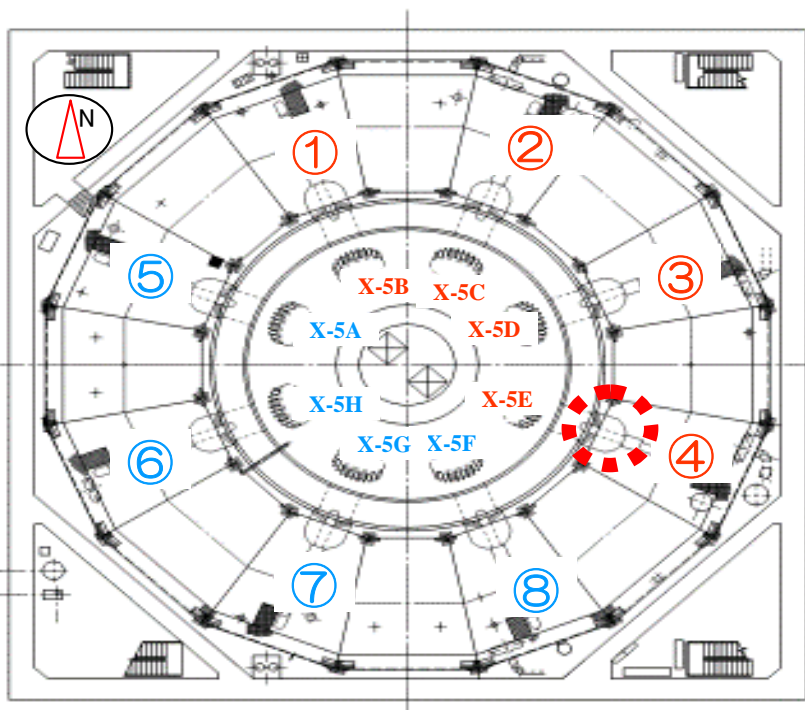 N
① ②
⑤ ③
X-5B X-5C
X-5A X-5D
X-5H X-5E
X-5G X-5F
⑥ ④
⑦ ⑧